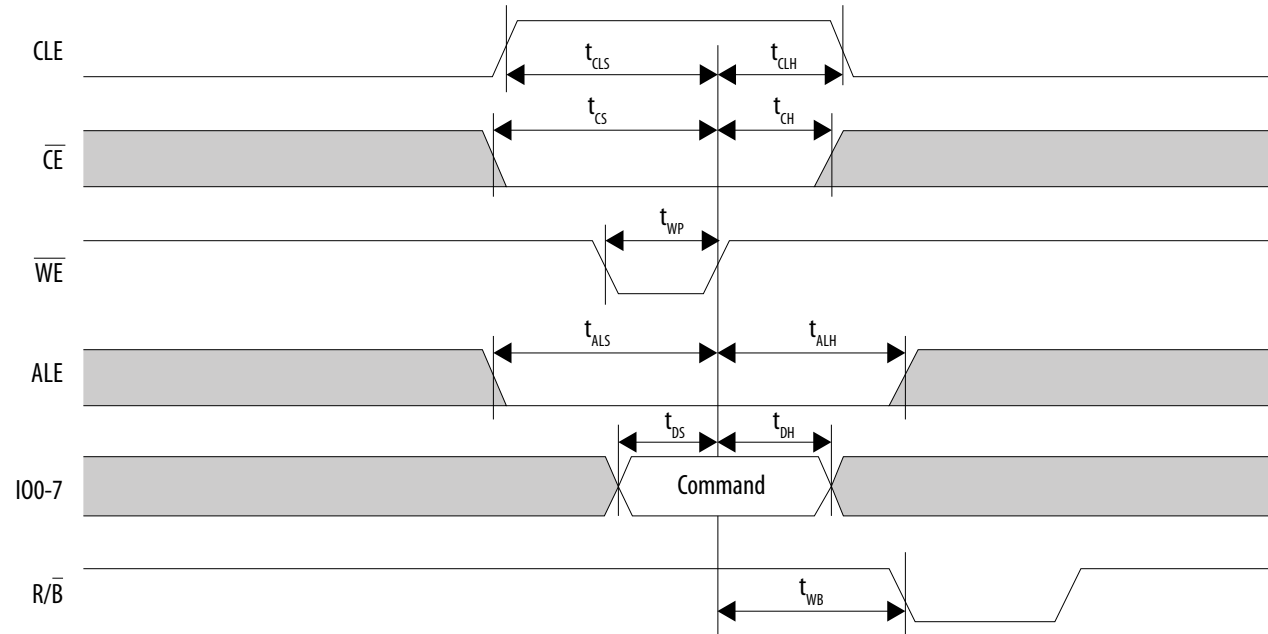 CLE
tCLS
tCLH
CE
tCS
tCH
WE
tWP
ALE
tALS
tALH
IO0-7
tDS
tDH
Command
R/B
tWB